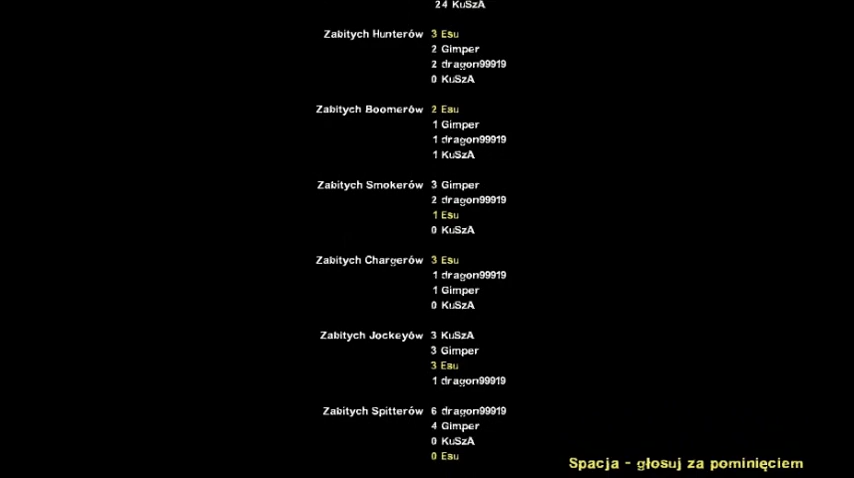 24 KuSzA
Zabitych Hunterów 3 Esu
2 Gimper
2 dragon99919
0 KuSzA
Zabitych Boomerów 2 Esu
1 Gimper
1 dragon99919
1 KuSzA
Zabitych Smokerów 3 Gimper
2 dragon99919
1 Esu
0 KuSzA
Zabitych Chargerów 3 Esu
1 dragon99919
1 Gimper
0 KuSzA
Zabitych Jockeyów 3 KuSzA
3 Gimper
3 Esu
1 dragon99919
Zabitych Spitterów 6 dragon99919
4 Gimper
0 KuSzA
0 Esu
Spacja - głosuj za pominięciem